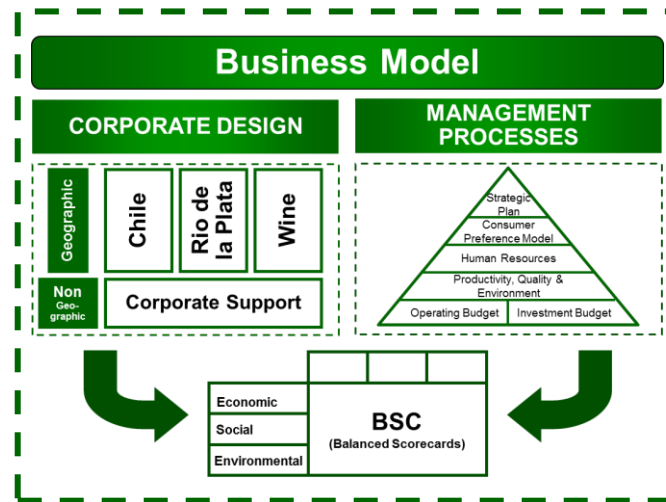 Business Model
CORPORATE DESIGN
MANAGEMENT
PROCESSES
Geographic
Chile
Rio de
la Plata
Wine
Non
Geo-
graphic
Corporate Support
Strategic
Plan
Consumer
Preference Model
Human Resources
Productivity, Quality &
Environment
Operating Budget
Investment Budget
Economic
Social
Environmental
BSC
(Balanced Scorecards)